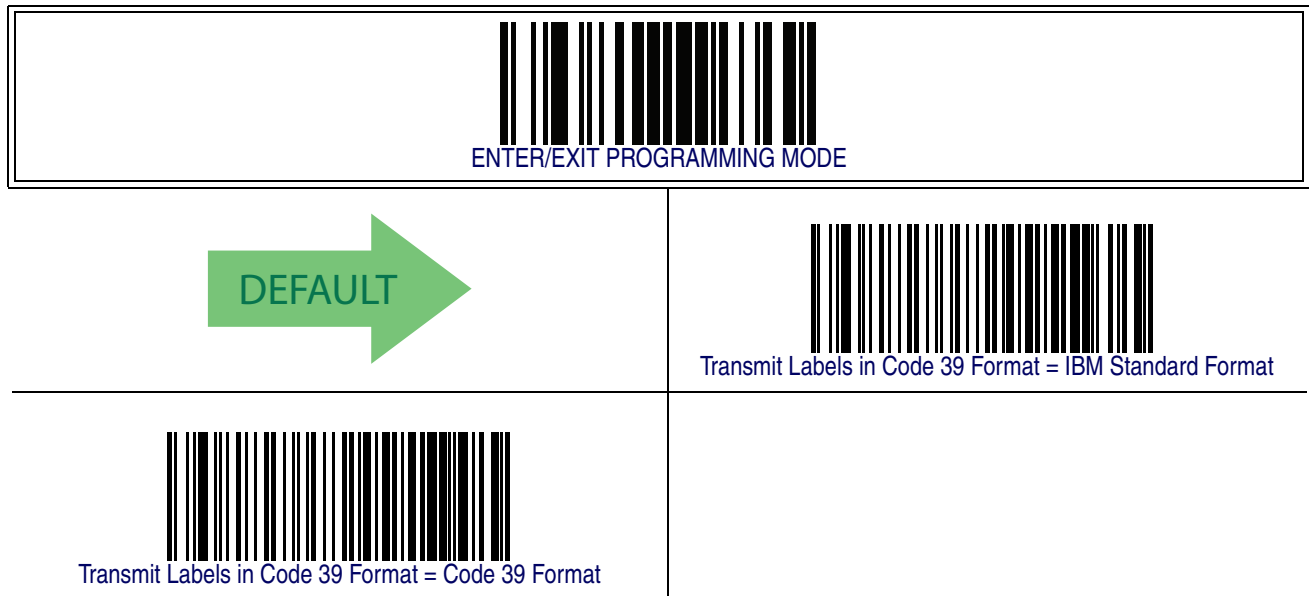 ENTER/EXIT PROGRAMMING MODE
DEFAULT
Transmit Labels in Code 39 Format = IBM Standard Format
Transmit Labels in Code 39 Format = Code 39 Format